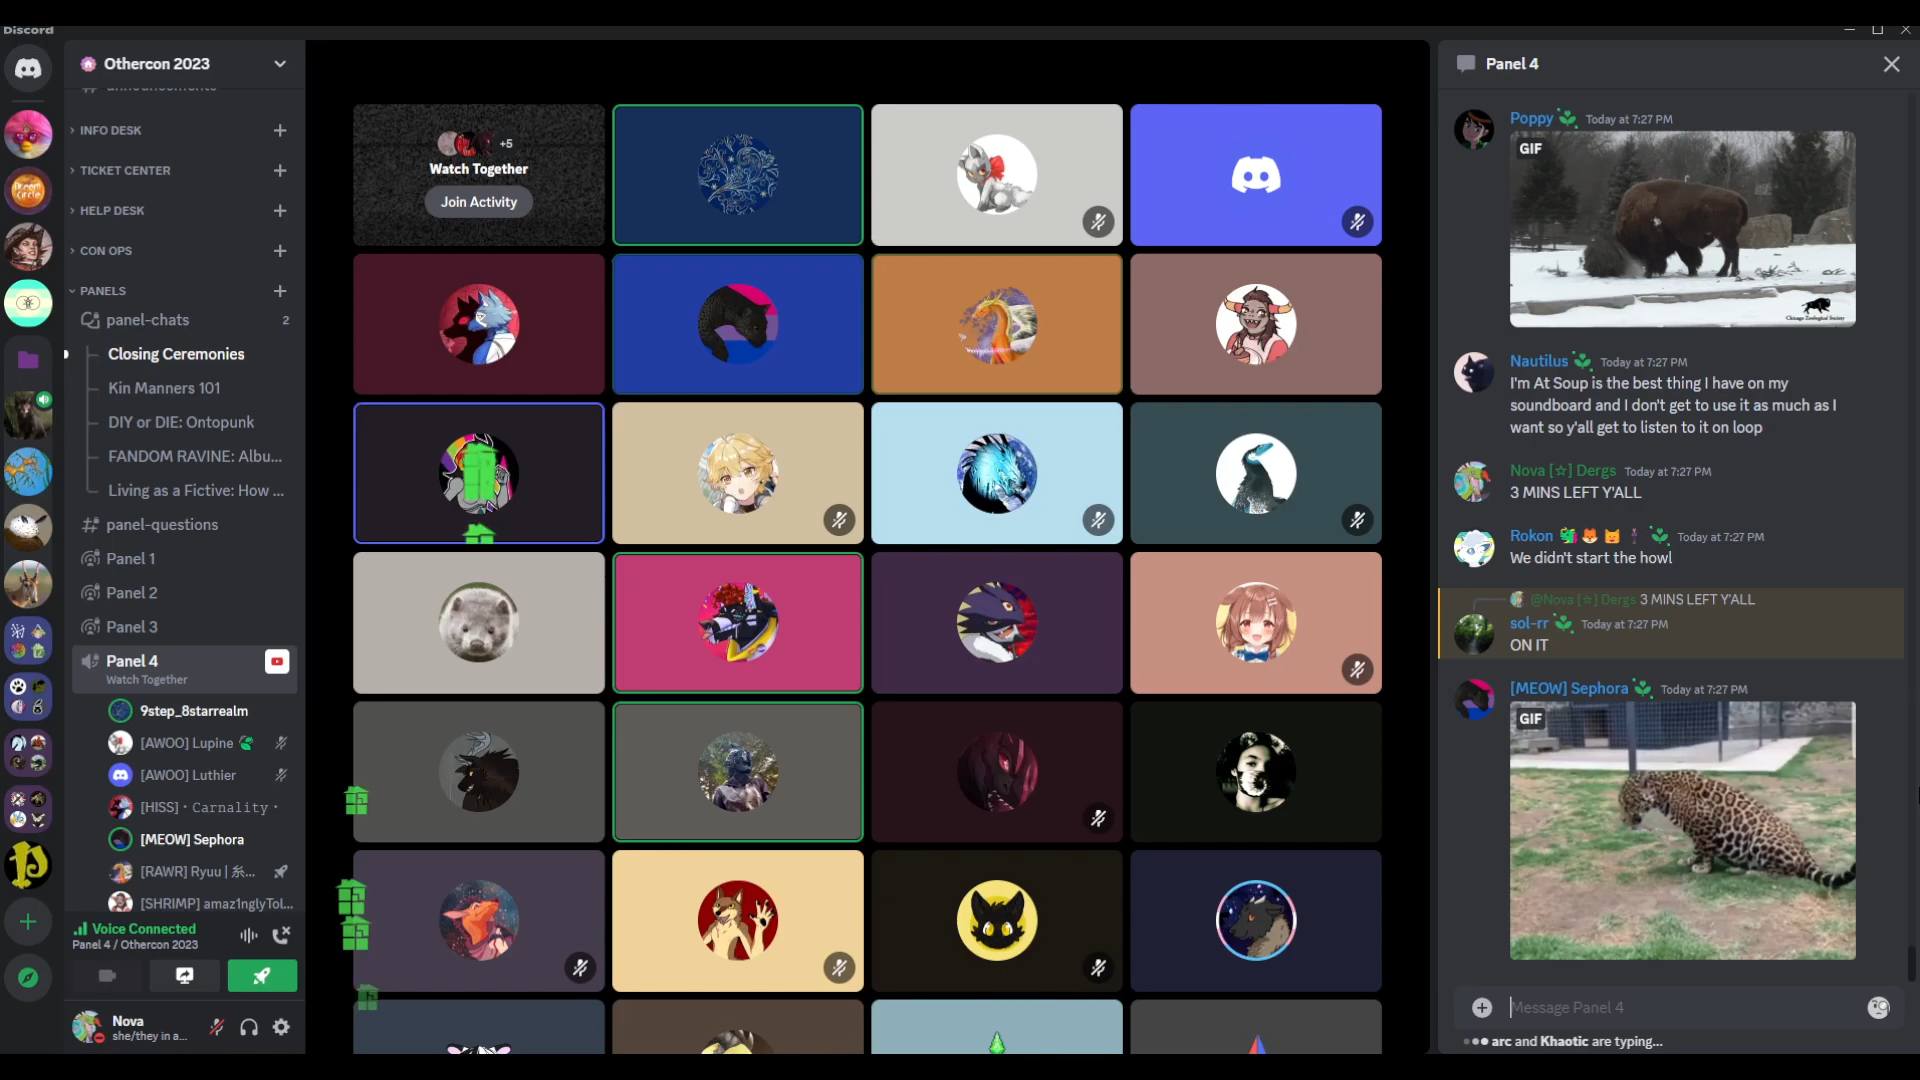 Discord
Othercon 2023
announcements
INFO DESK
TICKET CENTER
HELP DESK
CON OPS
PANELS
panel-chats
2
Closing Ceremonies
Kin Manners 101
DIY or DIE: Ontopunk
FANDOM RAVINE: Albu...
Living as a Fictive: How ...
panel-questions
Panel 1
Panel 2
Panel 3
Panel 4
Watch Together
9step_8starrealm
[AWOO] Lupine
[AWOO] Luthier
[HISS]・Carnality・
[MEOW] Sephora
[RAWR] Ryuu | 糸...
[SHRIMP] amaz1nglyTol...
Voice Connected
Panel 4 / Othercon 2023
Nova
she/they in a...
+5
Watch Together
Join Activity
Panel 4
Poppy Today at 7:27 PM
GIF
Chicago Zoological Society
Nautilus Today at 7:27 PM
I'm At Soup is the best thing I have on my
soundboard and I don't get to use it as much as I
want so y'all get to listen to it on loop
Nova [☆] Dergs Today at 7:27 PM
3 MINS LEFT Y'ALL
Rokon Today at 7:27 PM
We didn't start the howl
@Nova [☆] Dergs 3 MINS LEFT Y'ALL
sol-rr Today at 7:27 PM
ON IT
[MEOW] Sephora Today at 7:27 PM
GIF
Message Panel 4
arc and Khaotic are typing...